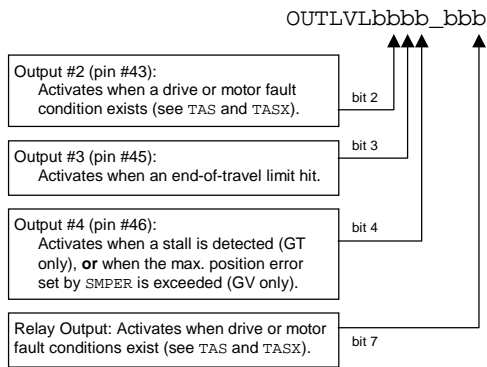 OUTLVLbbbb_bbb
Output #2 (pin #43):
Activates when a drive or motor fault
condition exists (see TAS and TASX).
bit 2
Output #3 (pin #45):
Activates when an end-of-travel limit hit.
bit 3
Output #4 (pin #46):
Activates when a stall is detected (GT
only), or when the max. position error
set by SMPER is exceeded (GV only).
bit 4
Relay Output: Activates when drive or motor
fault conditions exist (see TAS and TASX).
bit 7